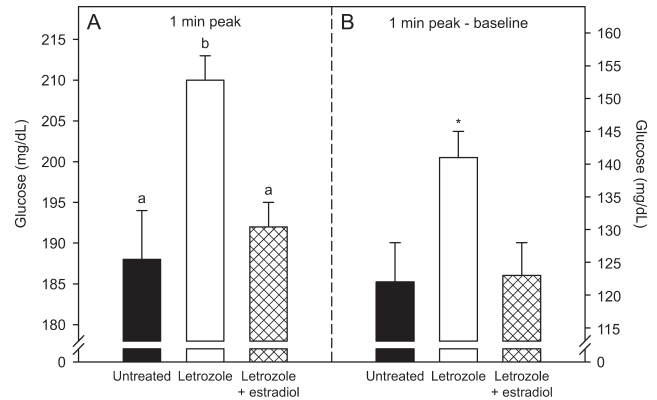 A
1 min peak
B
1 min peak - baseline
Glucose (mg/dL)
215
210
205
200
195
190
185
180
0
a
b
a
*
160
155
150
145
140
135
130
125
120
115
0
Glucose (mg/dL)
Untreated
Letrozole
Letrozole
+ estradiol
Untreated
Letrozole
Letrozole
+ estradiol